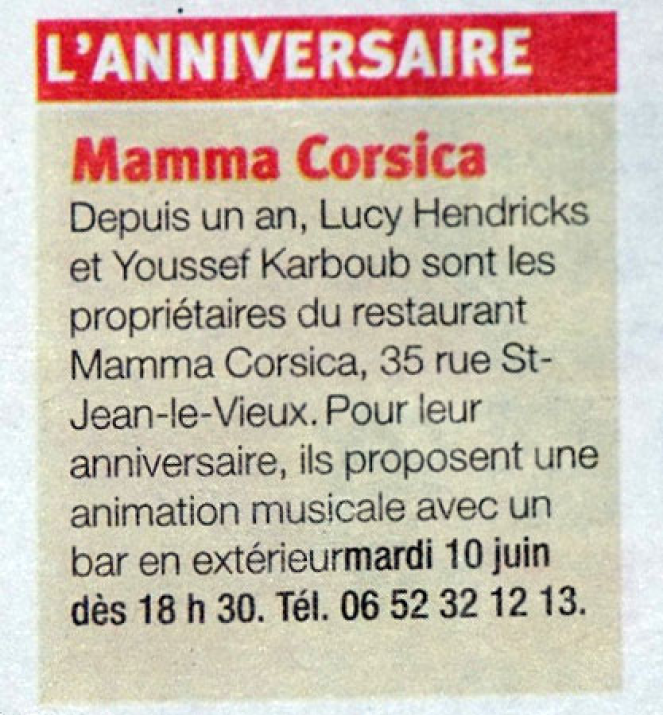 L'ANNIVERSAIRE
Mamma Corsica
Depuis un an, Lucy Hendricks
et Youssef Karboub sont les
propriétaires du restaurant
Mamma Corsica, 35 rue St-
Jean-le-Vieux. Pour leur
anniversaire, ils proposent une
animation musicale avec un
bar en extérieurmardi 10 juin
dès 18 h 30. Tél. 06 52 32 12 13.